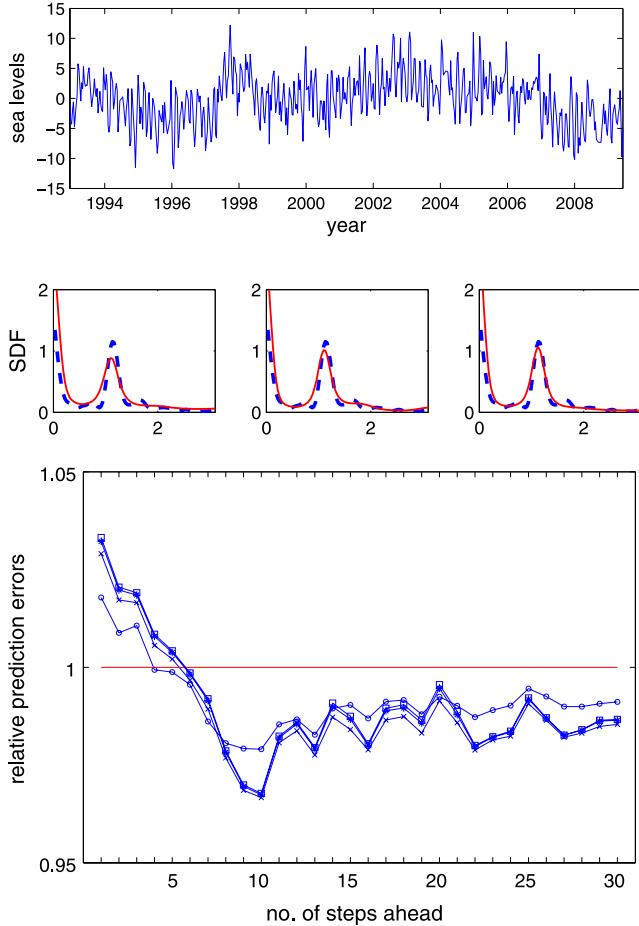 sea levels
15
10
5
0
−5
−10
−15
1994 1996 1998 2000 2002 2004 2006 2008
year
SDF
2 2 2
1 1 1
0 0 0
0 2 0 2 0 2
relative prediction errors
1.05
1
0.95
5 10 15 20 25 30
no. of steps ahead